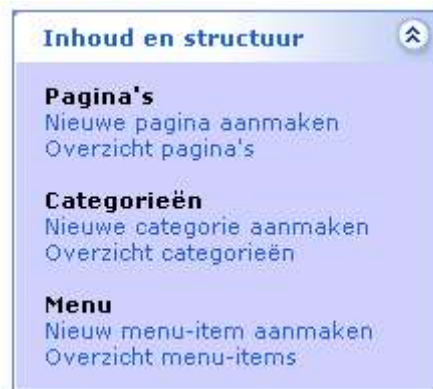 Inhoud en structuur
Pagina's
Nieuwe pagina aanmaken
Overzicht pagina's
Categorieën
Nieuwe categorie aanmaken
Overzicht categorieën
Menu
Nieuw menu-item aanmaken
Overzicht menu-items